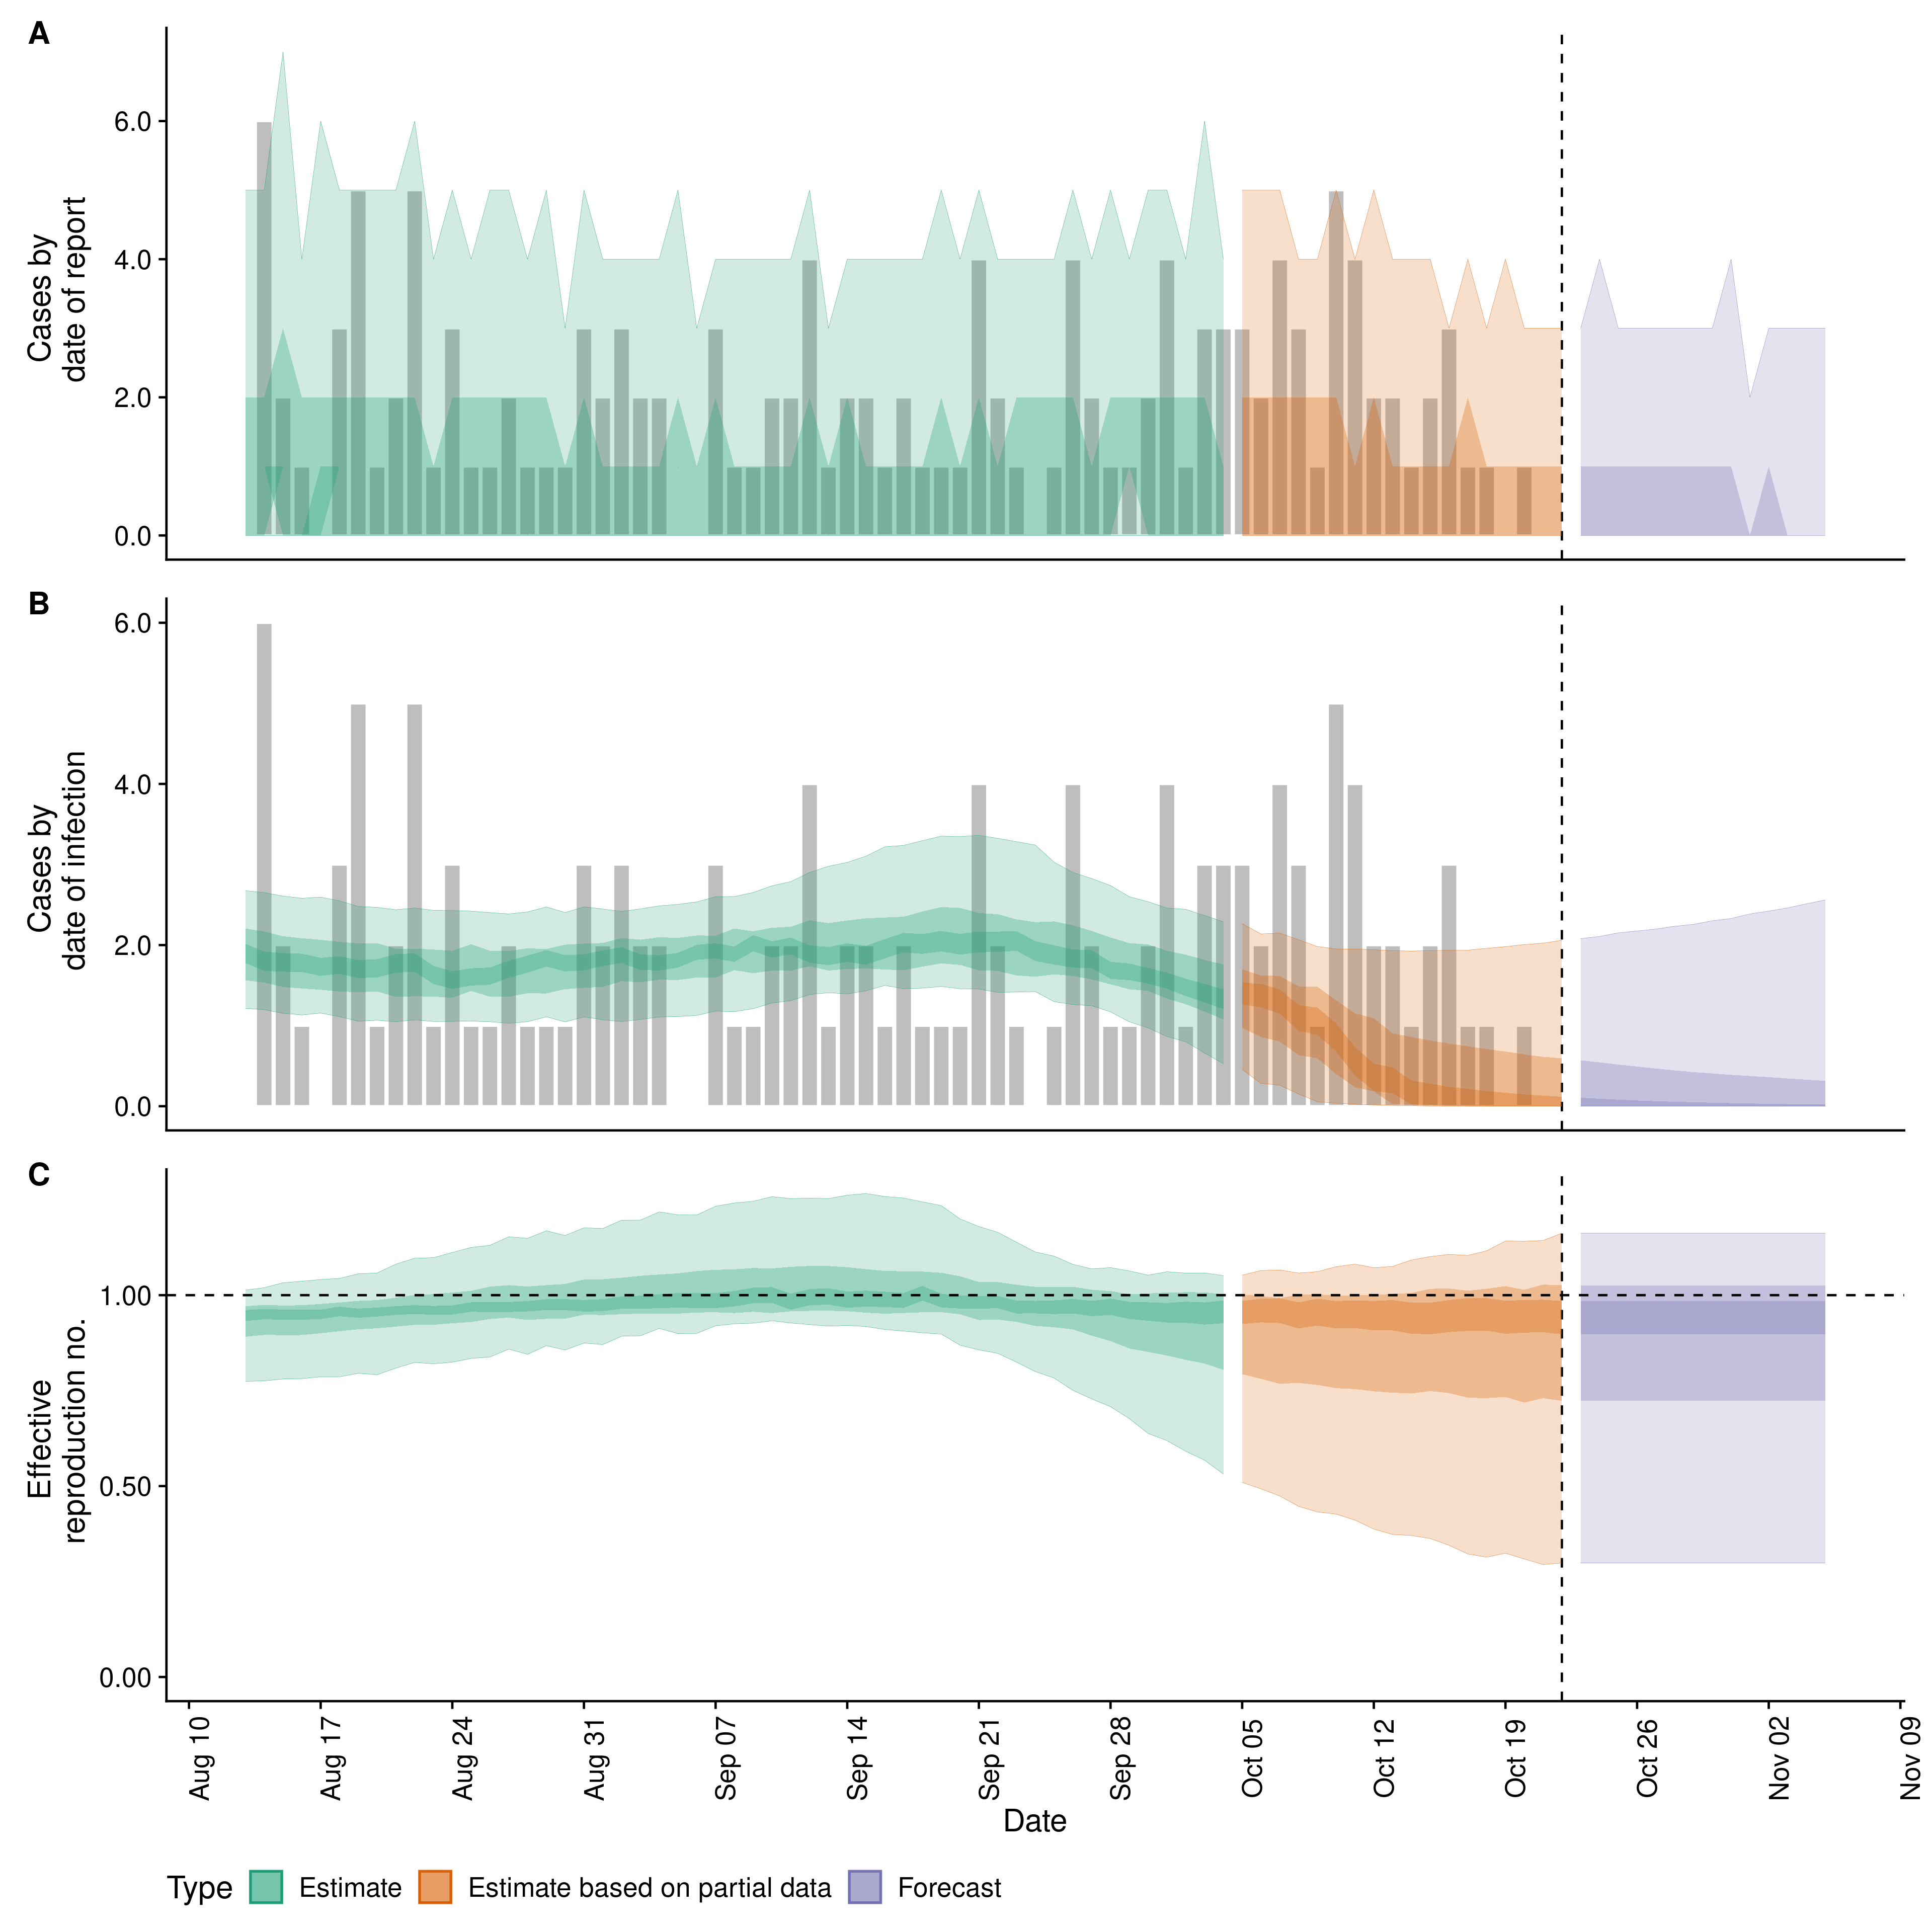 A
Cases by
date of report
6.0
4.0
2.0
0.0
B
Cases by
date of infection
6.0
4.0
2.0
0.0
C
Effective
reproduction no.
1.00
0.50
0.00
Aug 10
Aug 17
Aug 24
Aug 31
Sep 07
Sep 14
Sep 21
Sep 28
Oct 05
Oct 12
Oct 19
Oct 26
Nov 02
Nov 09
Date
Type Estimate Estimate based on partial data Forecast